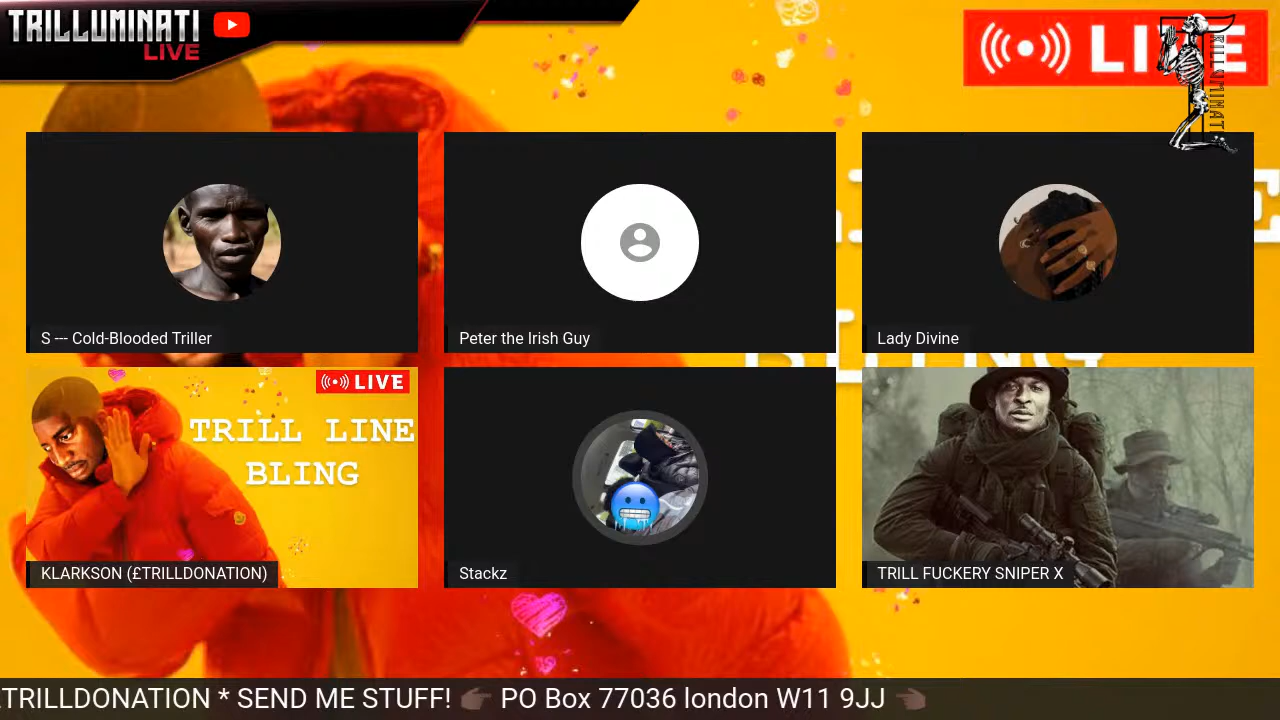 TRILLUMINATI
LIVE
LIVE
TRILLUMINATI
S --- Cold-Blooded Triller
Peter the Irish Guy
Lady Divine
LIVE
TRILL LINE
BLING
KLARKSON (£TRILLDONATION)
Stackz
TRILL FUCKERY SNIPER X
TRILLDONATION * SEND ME STUFF! 👉🏿 PO Box 77036 london W11 9JJ 👈🏿